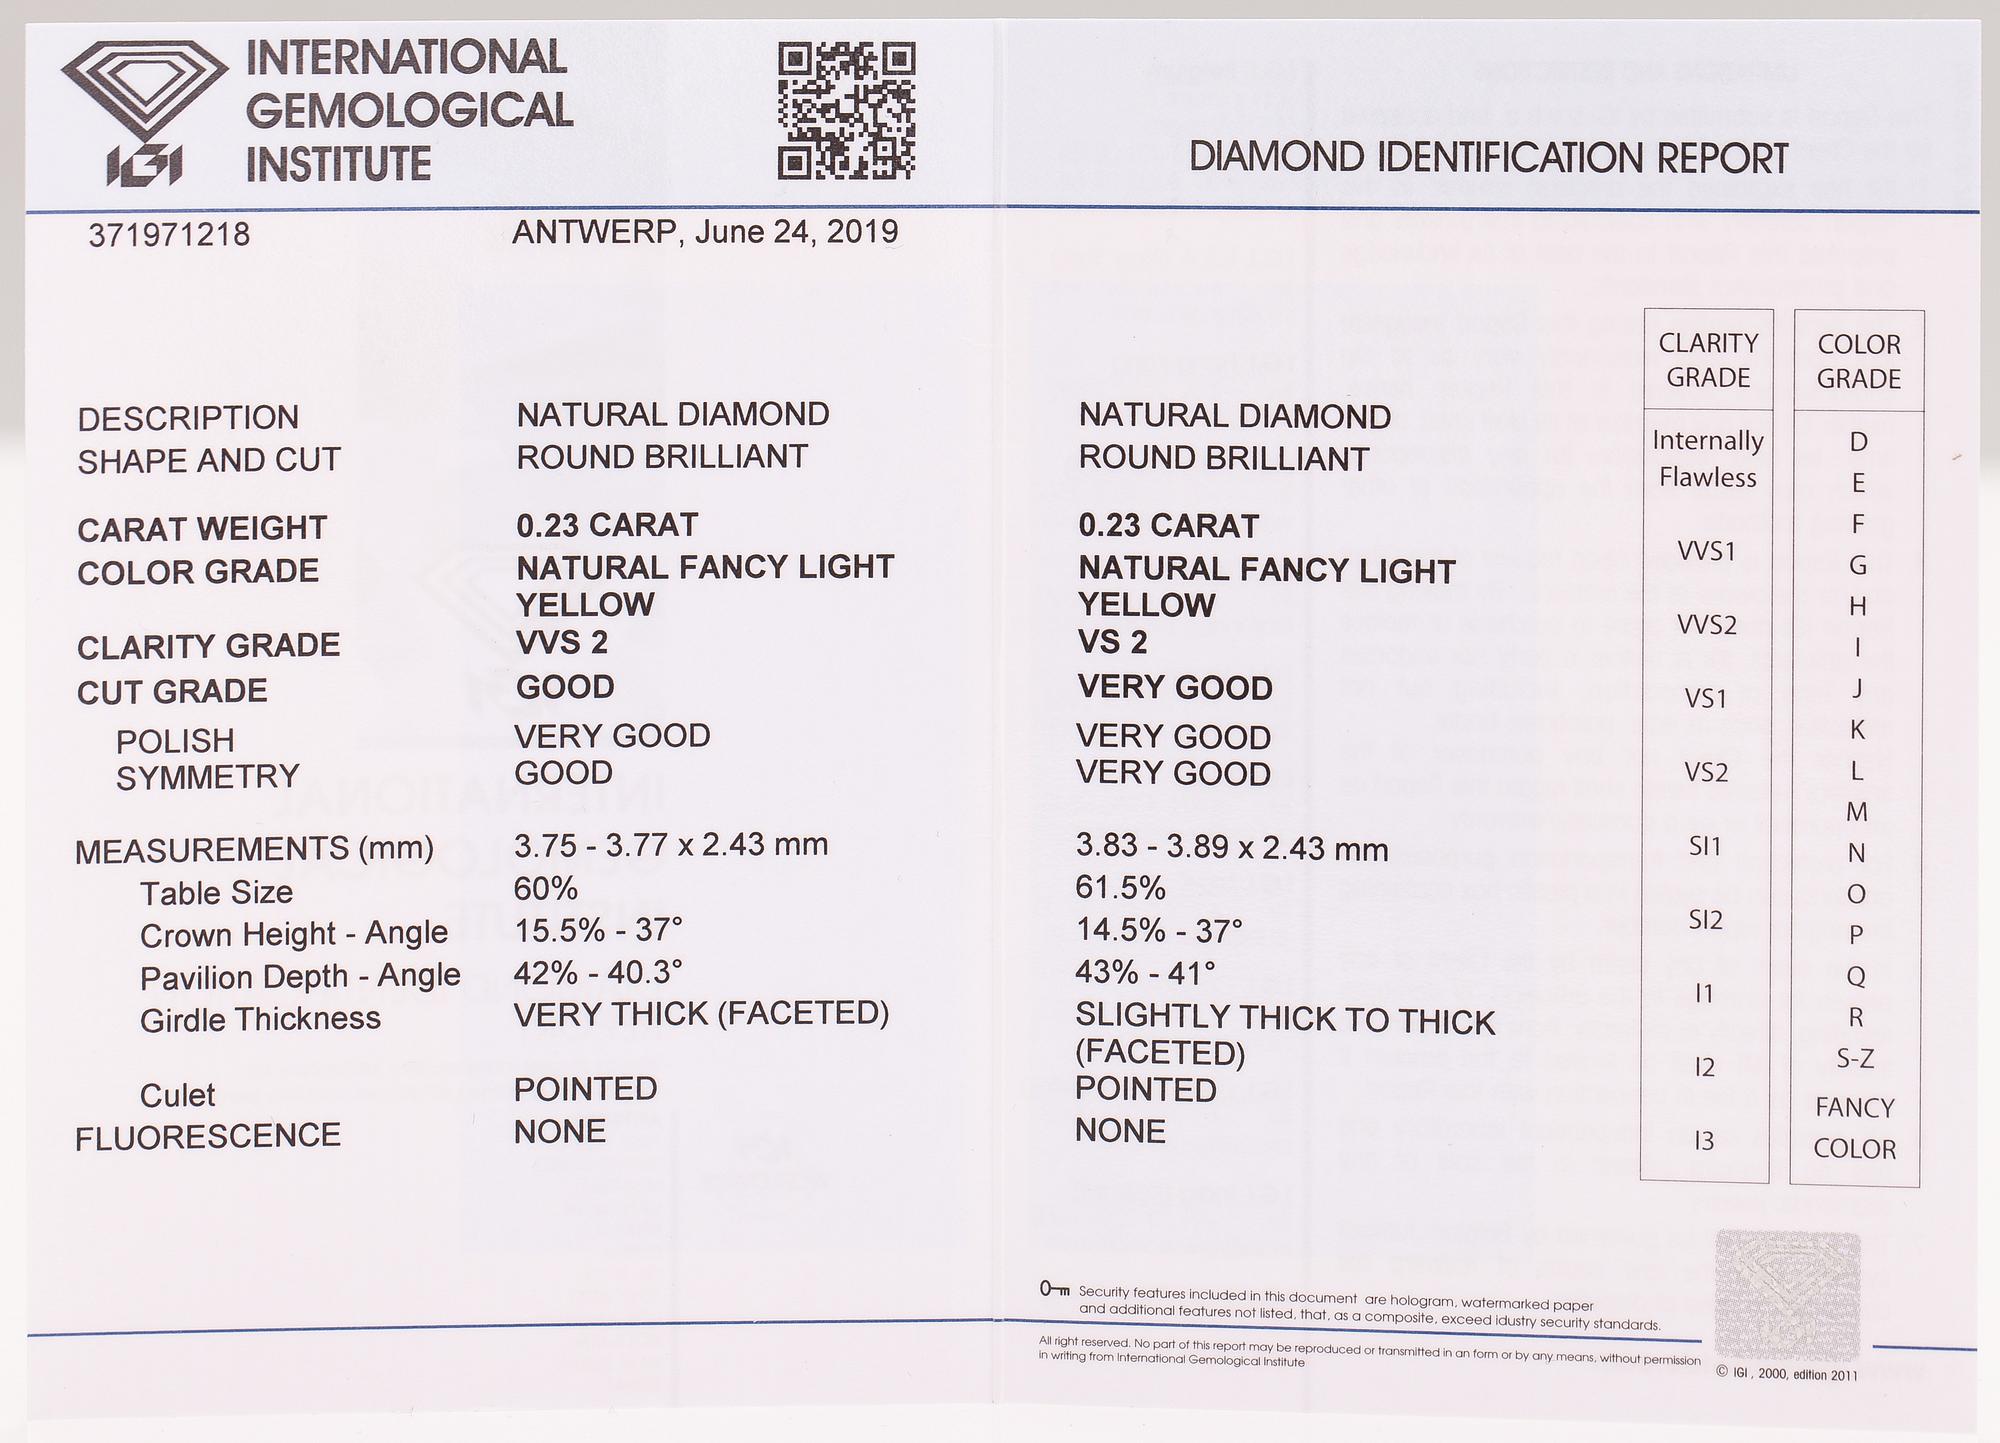 INTERNATIONAL
GEMOLOGICAL
INSTITUTE
IGI
DIAMOND IDENTIFICATION REPORT
371971218 ANTWERP, June 24, 2019
DESCRIPTION NATURAL DIAMOND NATURAL DIAMOND
SHAPE AND CUT ROUND BRILLIANT ROUND BRILLIANT
CARAT WEIGHT 0.23 CARAT 0.23 CARAT
COLOR GRADE NATURAL FANCY LIGHT NATURAL FANCY LIGHT
YELLOW YELLOW
CLARITY GRADE VVS 2 VS 2
CUT GRADE GOOD VERY GOOD
POLISH VERY GOOD VERY GOOD
SYMMETRY GOOD VERY GOOD
MEASUREMENTS (mm) 3.75 - 3.77 x 2.43 mm 3.83 - 3.89 x 2.43 mm
Table Size 60% 61.5%
Crown Height - Angle 15.5% - 37° 14.5% - 37°
Pavilion Depth - Angle 42% - 40.3° 43% - 41°
Girdle Thickness VERY THICK (FACETED) SLIGHTLY THICK TO THICK
(FACETED)
Culet POINTED POINTED
FLUORESCENCE NONE NONE
CLARITY
GRADE
Internally
Flawless
VVS1
VVS2
VS1
VS2
SI1
SI2
I1
I2
I3
COLOR
GRADE
D
E
F
G
H
I
J
K
L
M
N
O
P
Q
R
S-Z
FANCY
COLOR
Security features included in this document are hologram, watermarked paper
and additional features not listed, that, as a composite, exceed idustry security standards.
All right reserved. No part of this report may be reproduced or transmitted in an form or by any means, without permission
in writing from International Gemological Institute
© IGI , 2000, edition 2011